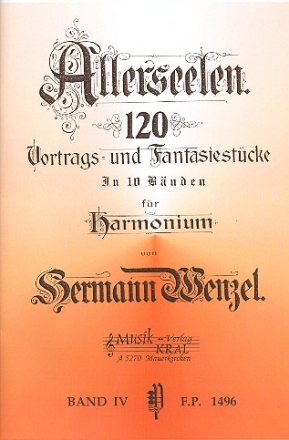 Allerseelen.
120
Vortrags- und Fantasiestücke
In 10 Bänden
für
Harmonium
von
Hermann Wenzel.
Musik - Verlag
KRAL
A 5270 Mauerkirchen
BAND IV F.P. 1496